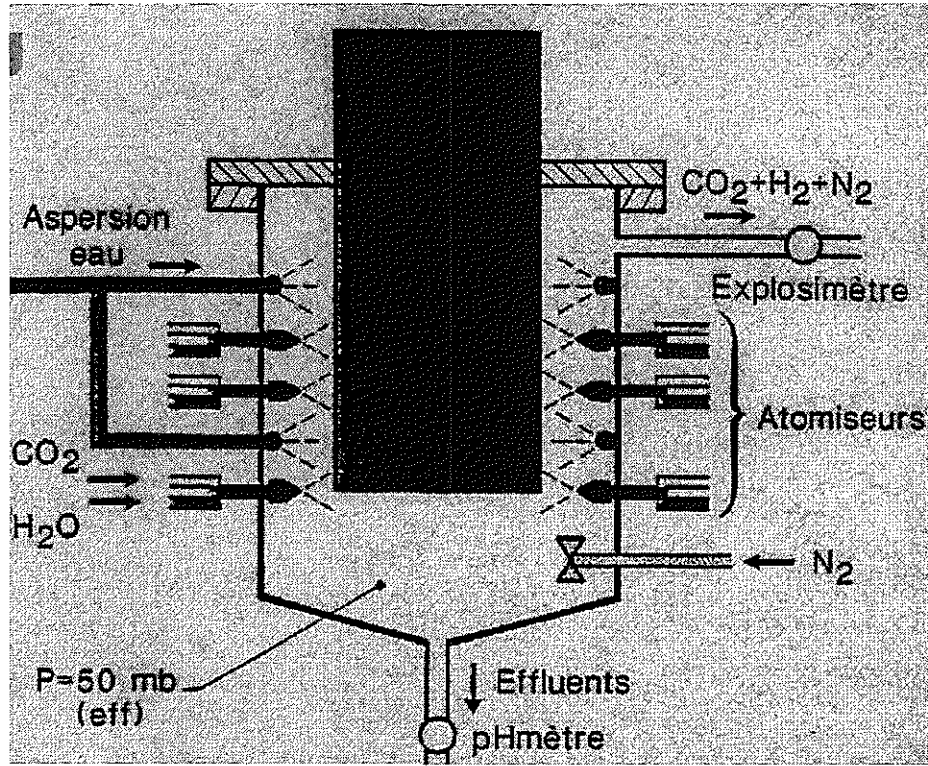 CO2+H2+N2
Aspersion
eau
Explosimètre
Atomiseurs
CO2
H2O
N2
P=50 mb
(eff)
Effluents
pHmètre